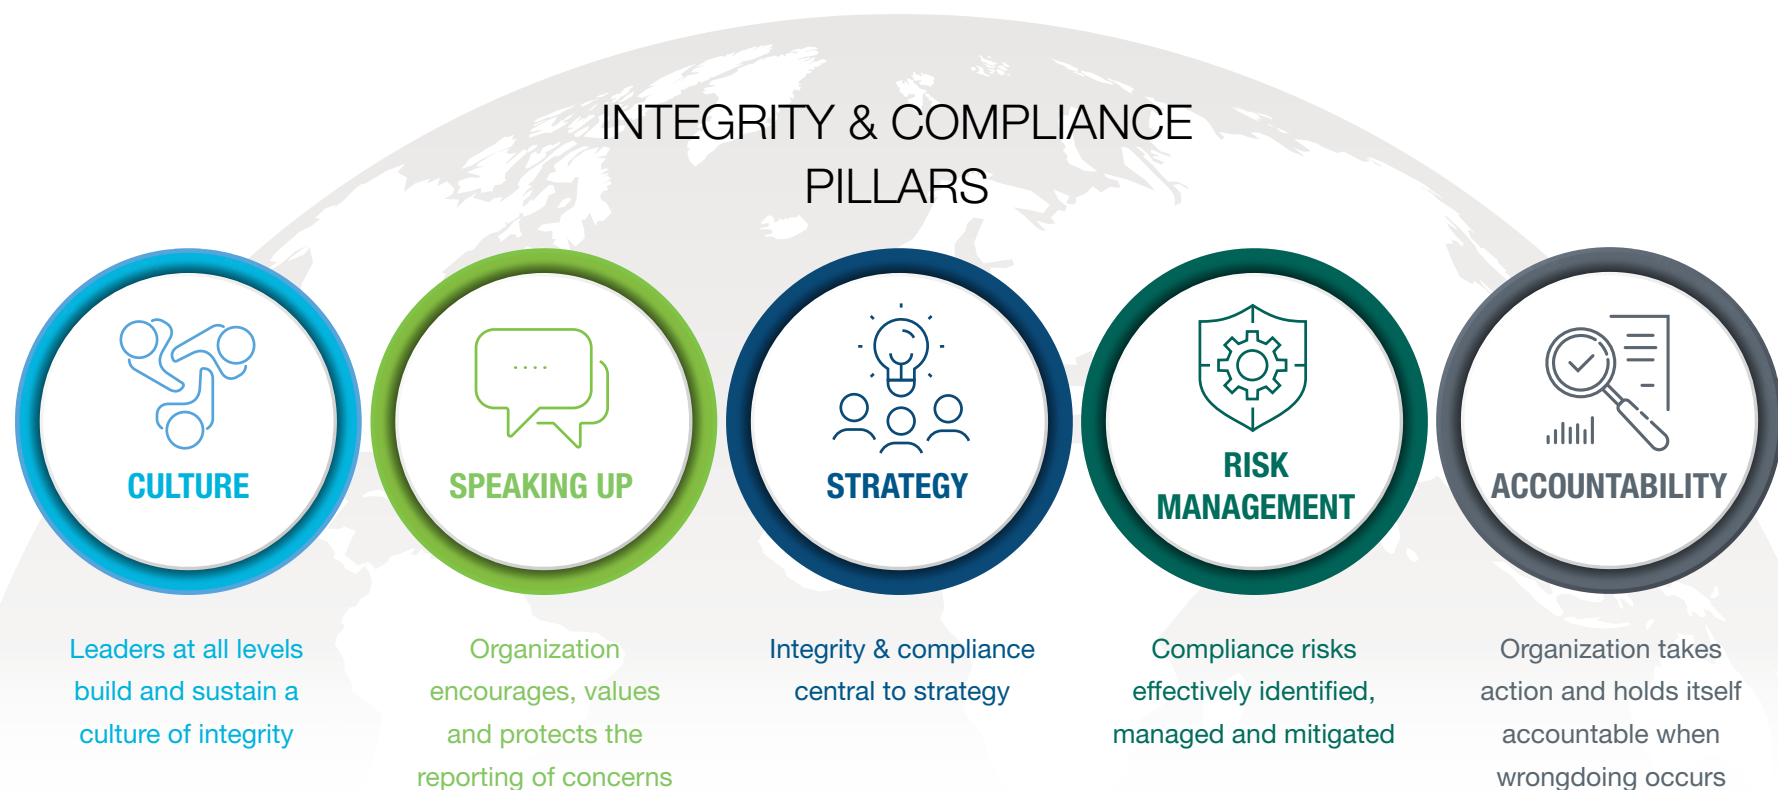 INTEGRITY & COMPLIANCE
PILLARS
CULTURE
Leaders at all levels
build and sustain a
culture of integrity
SPEAKING UP
Organization
encourages, values
and protects the
reporting of concerns
STRATEGY
Integrity & compliance
central to strategy
RISK
MANAGEMENT
Compliance risks
effectively identified,
managed and mitigated
ACCOUNTABILITY
Organization takes
action and holds itself
accountable when
wrongdoing occurs